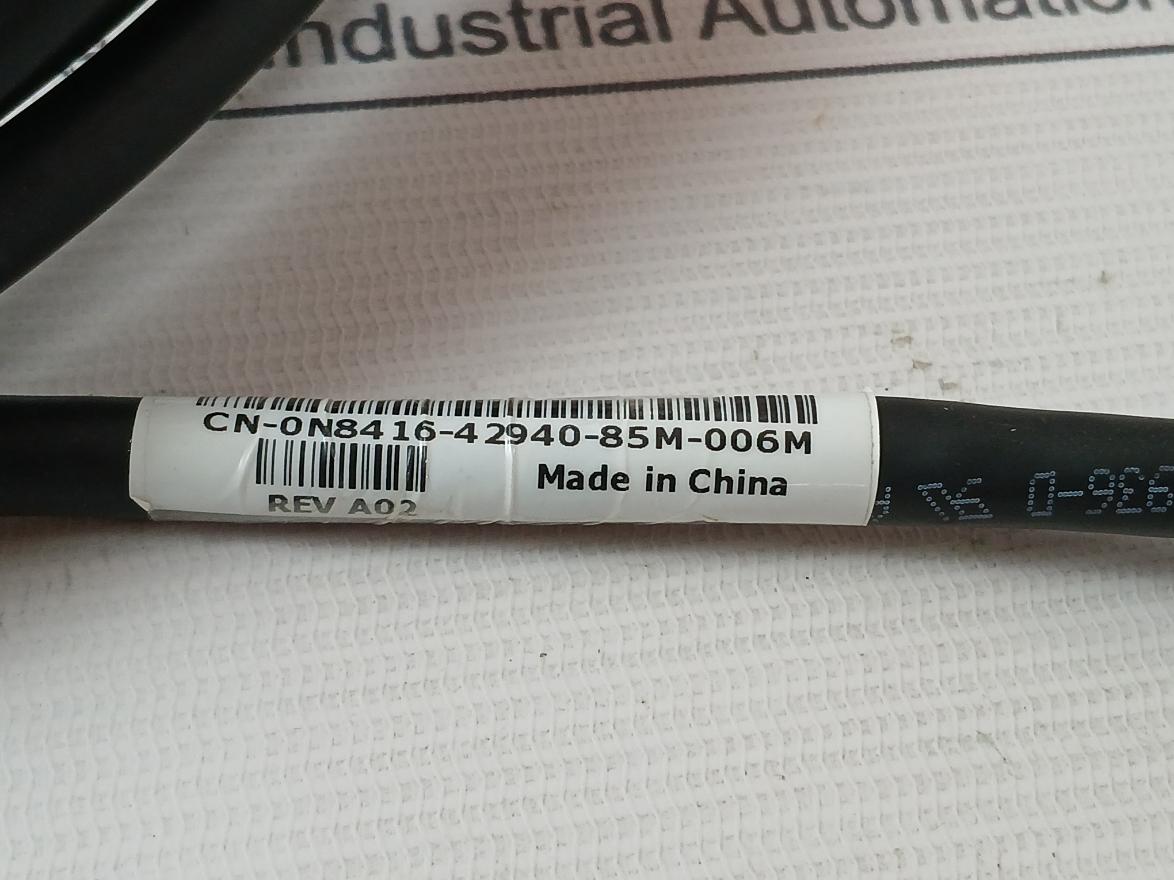 Industrial Automation
CN-0N8416-42940-85M-006M
Made in China
REV A02